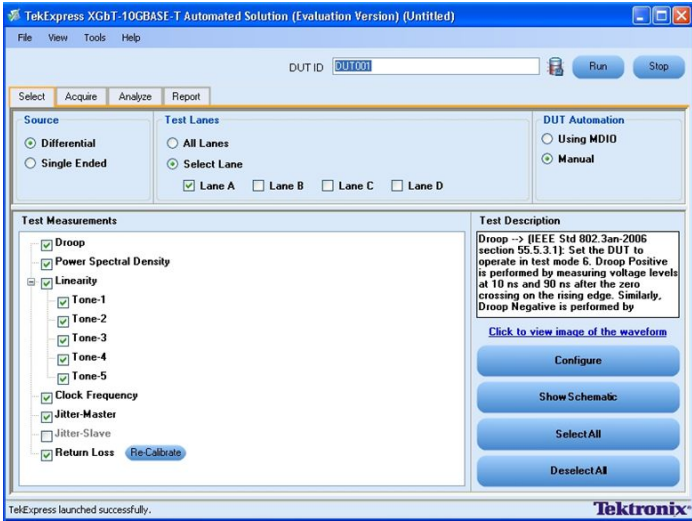 TekExpress XGbT-10GBASE-T Automated Solution (Evaluation Version) (Untitled)
File View Tools Help
DUT ID DUT001 Run Stop
Select Acquire Analyze Report
Source
Differential
Single Ended
Test Lanes
All Lanes
Select Lane
Lane A Lane B Lane C Lane D
DUT Automation
Using MDIO
Manual
Test Measurements
Droop
Power Spectral Density
Linearity
Tone-1
Tone-2
Tone-3
Tone-4
Tone-5
Clock Frequency
Jitter-Master
Jitter-Slave
Return Loss Re-Calibrate
Test Description
Droop --> [IEEE Std 802.3an-2006
section 55.5.3.1]: Set the DUT to
operate in test mode 6. Droop Positive
is performed by measuring voltage levels
at 10 ns and 90 ns after the zero
crossing on the rising edge. Similarly,
Droop Negative is performed by
Click to view image of the waveform
Configure
Show Schematic
Select All
Deselect All
TekExpress launched successfully.
Tektronix